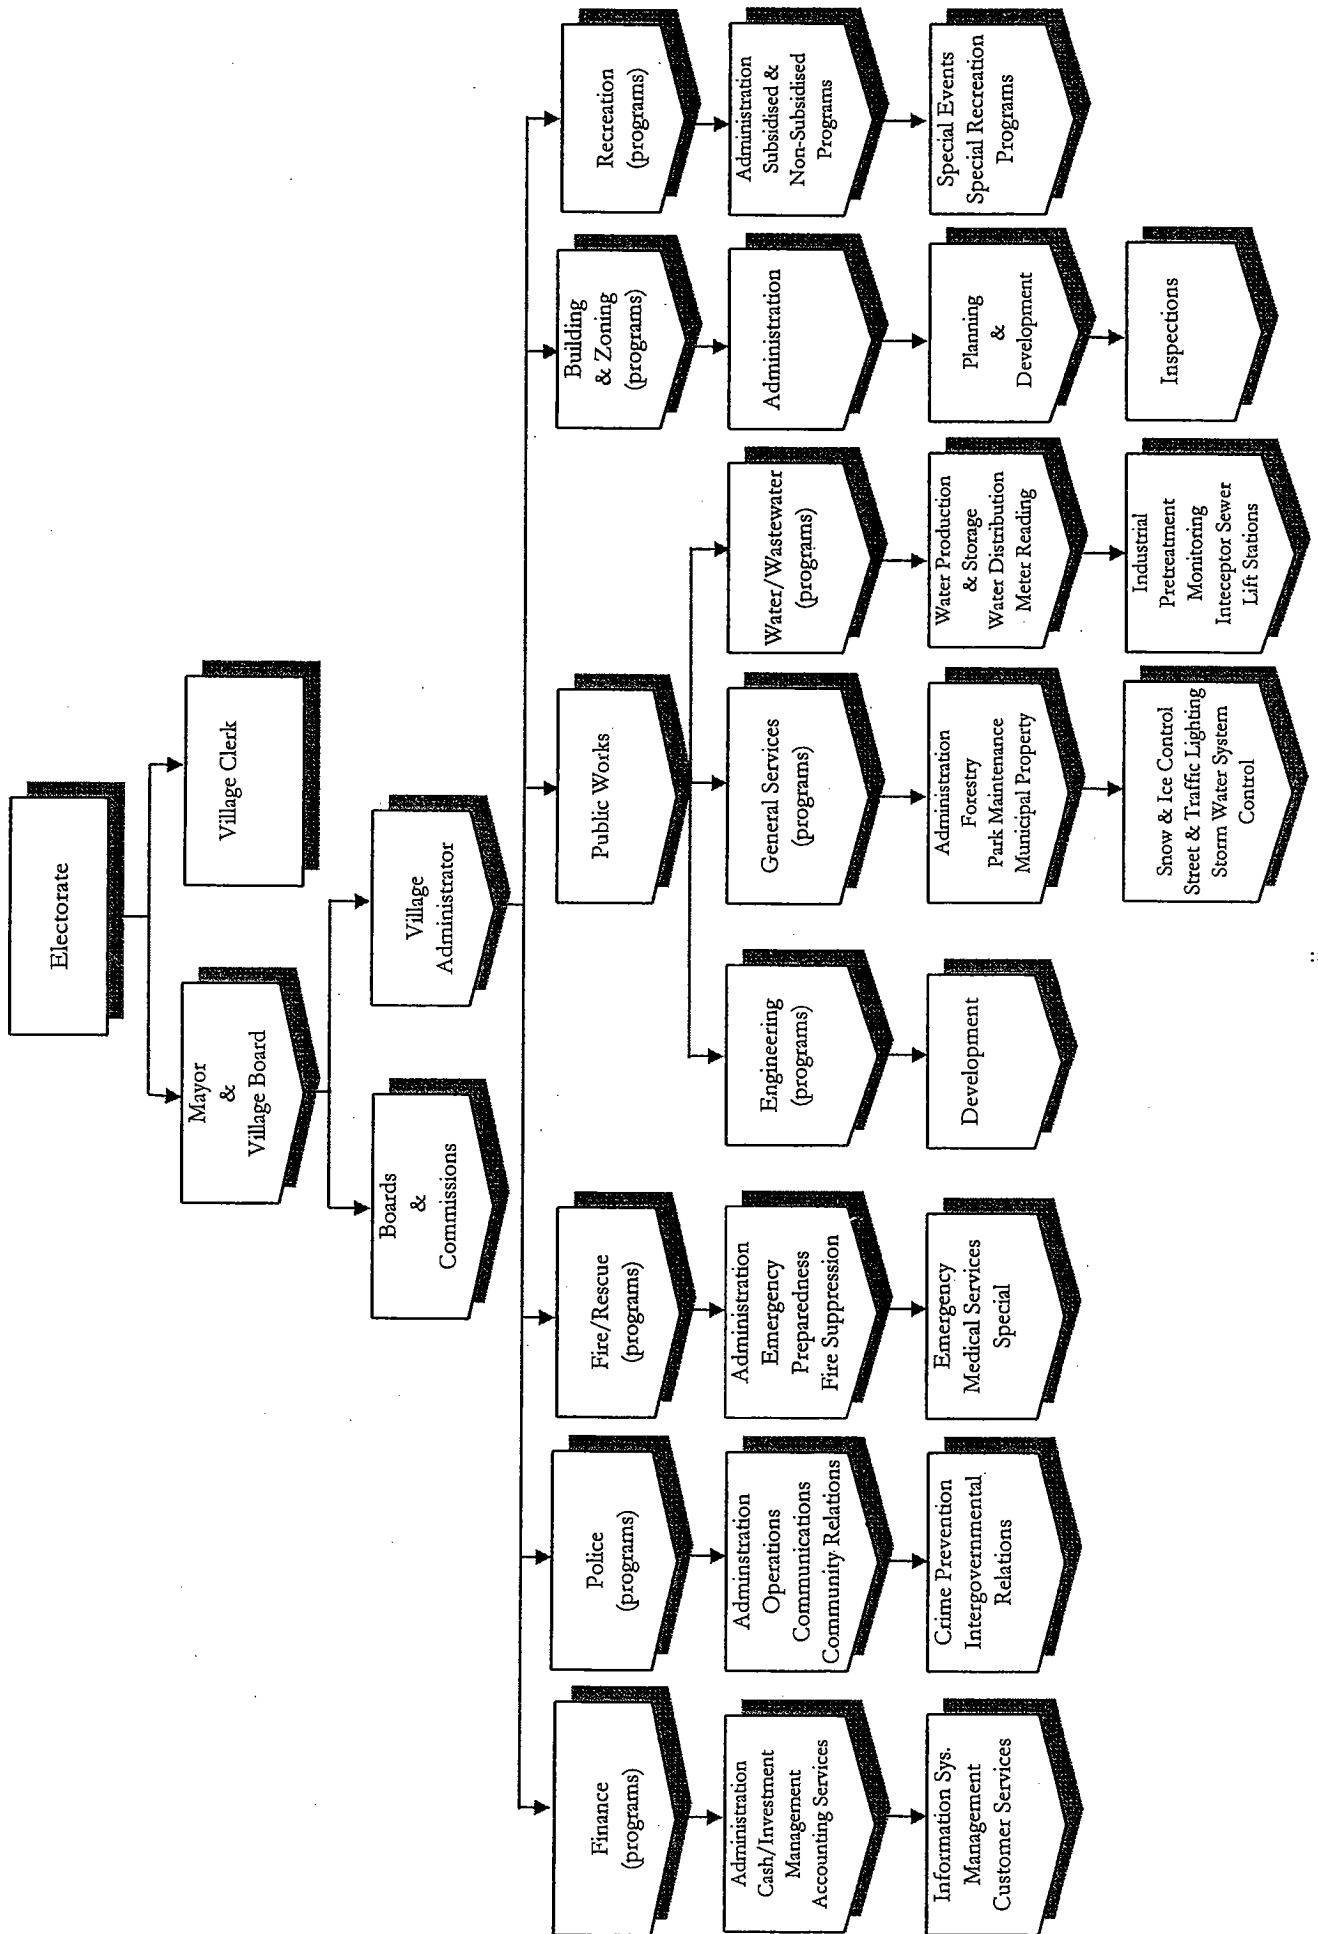 Electorate
Mayor
&
Village Board
Village Clerk
Boards
&
Commissions
Village
Administrator
Finance
(programs)
Police
(programs)
Fire/Rescue
(programs)
Public Works
Building
& Zoning
(programs)
Recreation
(programs)
Administration
Cash/Investment
Management
Accounting Services
Adminstration
Operations
Communications
Community Relations
Administration
Emergency
Preparedness
Fire Suppression
Engineering
(programs)
General Services
(programs)
Water/Wastewater
(programs)
Administration
Administration
Subsidised &
Non-Subsidised
Programs
Information Sys.
Management
Customer Services
Crime Prevention
Intergovernmental
Relations
Emergency
Medical Services
Special
Development
Administration
Forestry
Park Maintenance
Municipal Property
Water Production
& Storage
Water Distribution
Meter Reading
Planning
&
Development
Special Events
Special Recreation
Programs
Snow & Ice Control
Street & Traffic Lighting
Storm Water System
Control
Industrial
Pretreatment
Monitoring
Inteceptor Sewer
Lift Stations
Inspections
ii